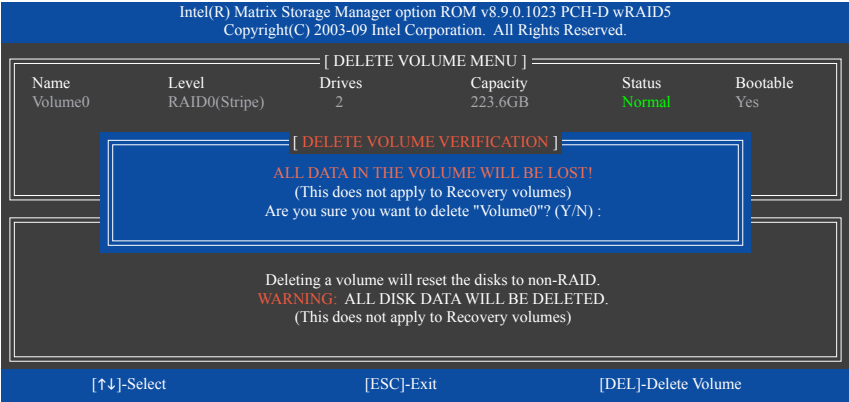 Intel(R) Matrix Storage Manager option ROM v8.9.0.1023 PCH-D wRAID5
Copyright(C) 2003-09 Intel Corporation. All Rights Reserved.
[ DELETE VOLUME MENU ]
Name Level Drives Capacity Status Bootable
Volume0 RAID0(Stripe) 2 223.6GB Normal Yes
[ DELETE VOLUME VERIFICATION ]
ALL DATA IN THE VOLUME WILL BE LOST!
(This does not apply to Recovery volumes)
Are you sure you want to delete "Volume0"? (Y/N) :
Deleting a volume will reset the disks to non-RAID.
WARNING: ALL DISK DATA WILL BE DELETED.
(This does not apply to Recovery volumes)
[↑↓]-Select [ESC]-Exit [DEL]-Delete Volume